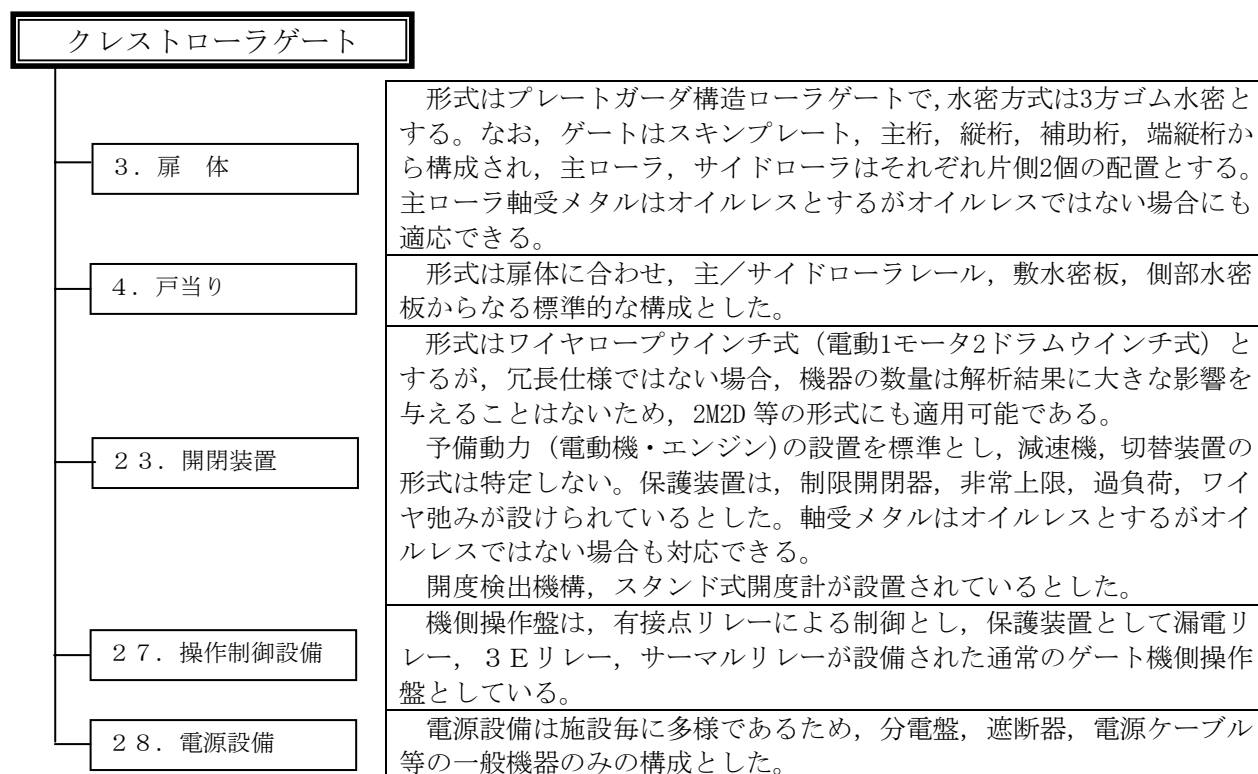 クレストローラゲート
3．扉　体
形式はプレートガーダ構造ローラゲートで,水密方式は3方ゴム水密と
する。なお，ゲートはスキンプレート，主桁，縦桁，補助桁，端縦桁か
ら構成され，主ローラ，サイドローラはそれぞれ片側2個の配置とする。
主ローラ軸受メタルはオイルレスとするがオイルレスではない場合にも
適応できる。
４．戸当り
形式は扉体に合わせ，主／サイドローラレール，敷水密板，側部水密
板からなる標準的な構成とした。
２３．開閉装置
形式はワイヤロープウインチ式（電動1モータ2ドラムウインチ式）と
するが，冗長仕様ではない場合，機器の数量は解析結果に大きな影響を
与えることはないため，2M2D 等の形式にも適用可能である。
予備動力（電動機・エンジン)の設置を標準とし,減速機，切替装置の
形式は特定しない。保護装置は，制限開閉器，非常上限，過負荷，ワイ
ヤ弛みが設けられているとした。軸受メタルはオイルレスとするがオイ
ルレスではない場合も対応できる。
開度検出機構，スタンド式開度計が設置されているとした。
２７．操作制御設備
機側操作盤は，有接点リレーによる制御とし，保護装置として漏電リ
レー，３Ｅリレー，サーマルリレーが設備された通常のゲート機側操作
盤としている。
２８．電源設備
電源設備は施設毎に多様であるため，分電盤，遮断器，電源ケーブル
等の一般機器のみの構成とした。